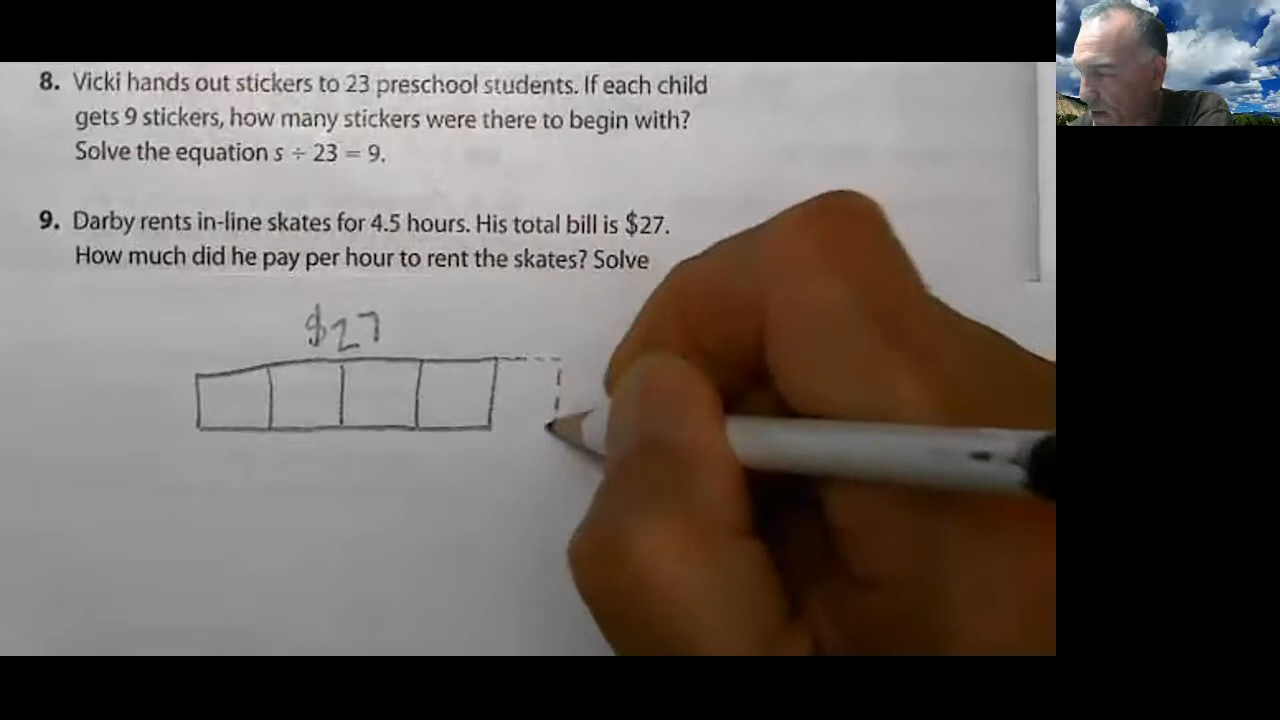 8. Vicki hands out stickers to 23 preschool students. If each child
gets 9 stickers, how many stickers were there to begin with?
Solve the equation s ÷ 23 = 9.
9. Darby rents in-line skates for 4.5 hours. His total bill is $27.
How much did he pay per hour to rent the skates? Solve
$27